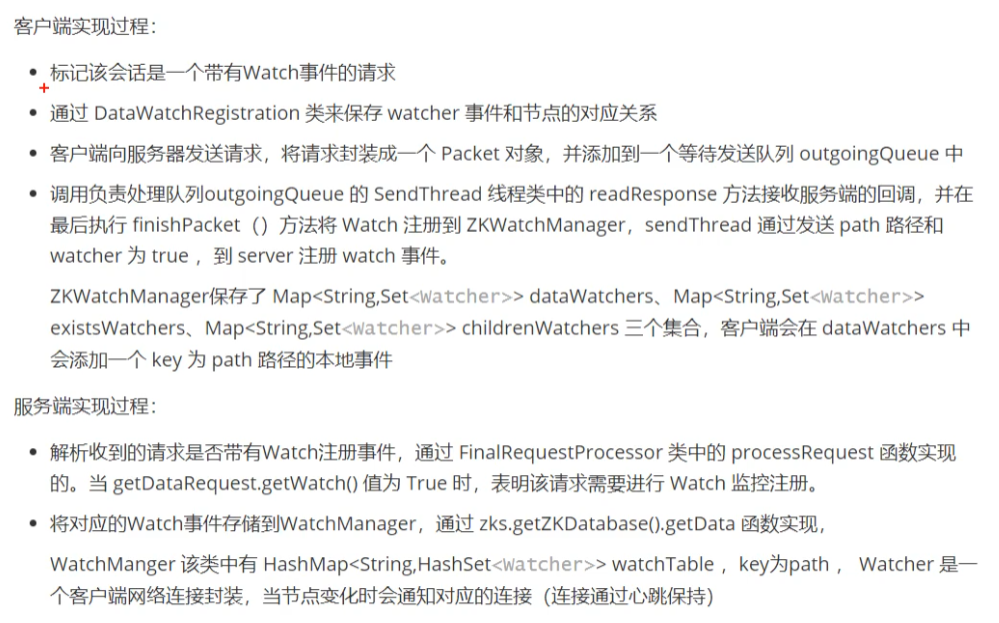 客户端实现过程：
标记该会话是一个带有Watch事件的请求
通过 DataWatchRegistration 类来保存 watcher 事件和节点的对应关系
客户端向服务器发送请求，将请求封装成一个 Packet 对象，并添加到一个等待发送队列 outgoingQueue 中
调用负责处理队列outgoingQueue 的 SendThread 线程类中的 readResponse 方法接收服务端的回调，并在
最后执行 finishPacket（）方法将 Watch 注册到 ZKWatchManager，sendThread 通过发送 path 路径和
watcher 为 true ，到 server 注册 watch 事件。
ZKWatchManager保存了 Map<String,Set<Watcher>> dataWatchers、Map<String,Set<Watcher>>
existsWatchers、Map<String,Set<Watcher>> childrenWatchers 三个集合，客户端会在 dataWatchers 中
会添加一个 key 为 path 路径的本地事件
服务端实现过程：
解析收到的请求是否带有Watch注册事件，通过 FinalRequestProcessor 类中的 processRequest 函数实现
的。当 getDataRequest.getWatch() 值为 True 时，表明该请求需要进行 Watch 监控注册。
将对应的Watch事件存储到WatchManager，通过 zks.getZKDatabase().getData 函数实现，
WatchManger 该类中有 HashMap<String,HashSet<Watcher>> watchTable ，key为path ， Watcher 是一
个客户端网络连接封装，当节点变化时会通知对应的连接（连接通过心跳保持）